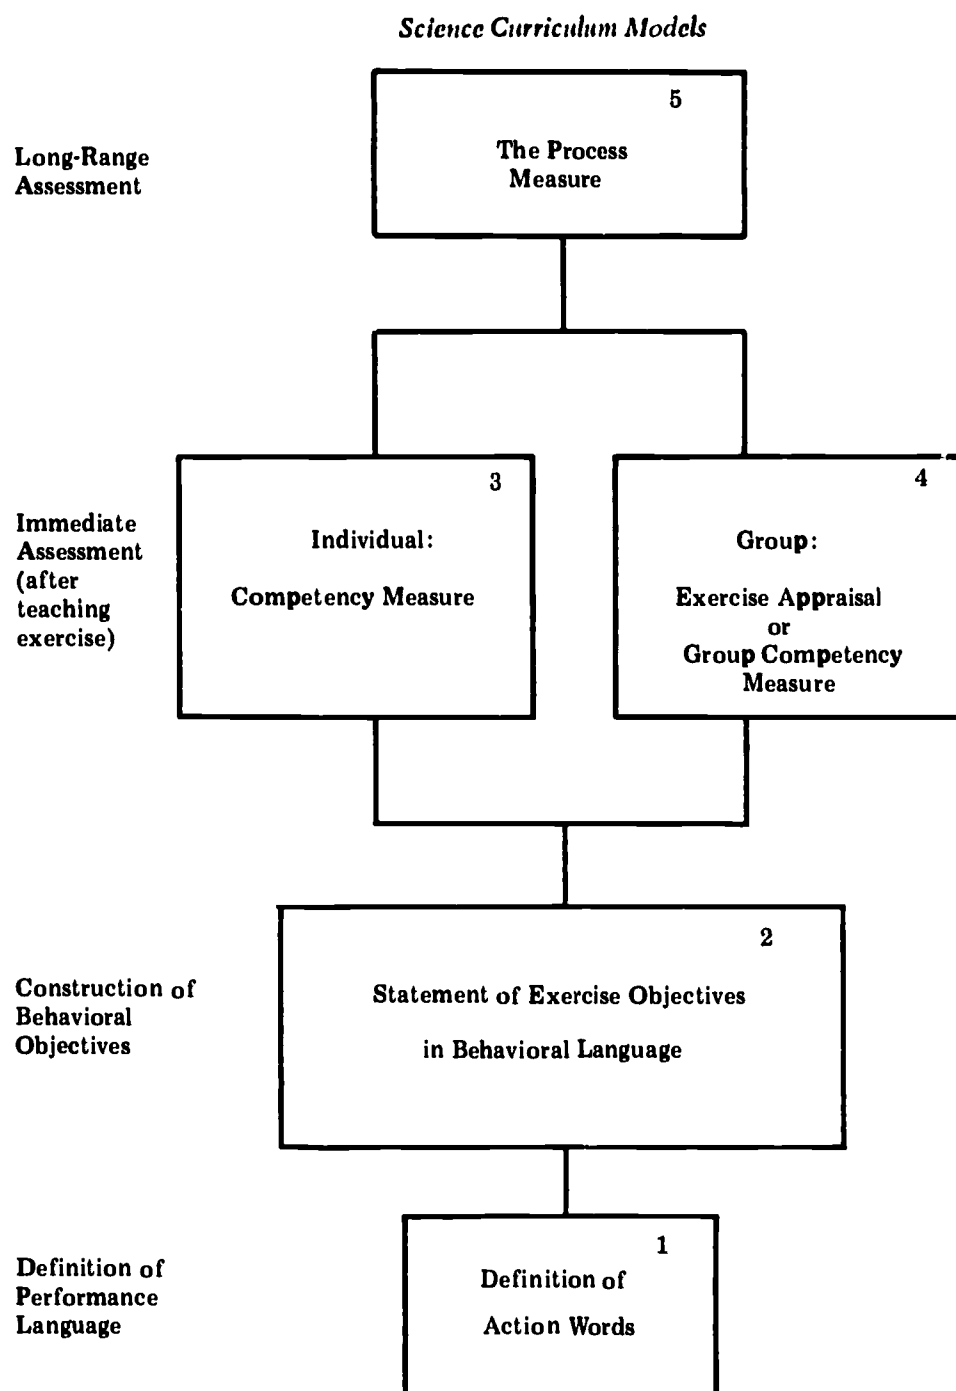 Science Curriculum Models
5
Long-Range
Assessment
The Process
Measure
3
4
Immediate
Assessment
(after
teaching
exercise)
Individual:
Competency Measure
Group:
Exercise Appraisal
or
Group Competency
Measure
2
Construction of
Behavioral
Objectives
Statement of Exercise Objectives
in Behavioral Language
1
Definition of
Performance
Language
Definition of
Action Words